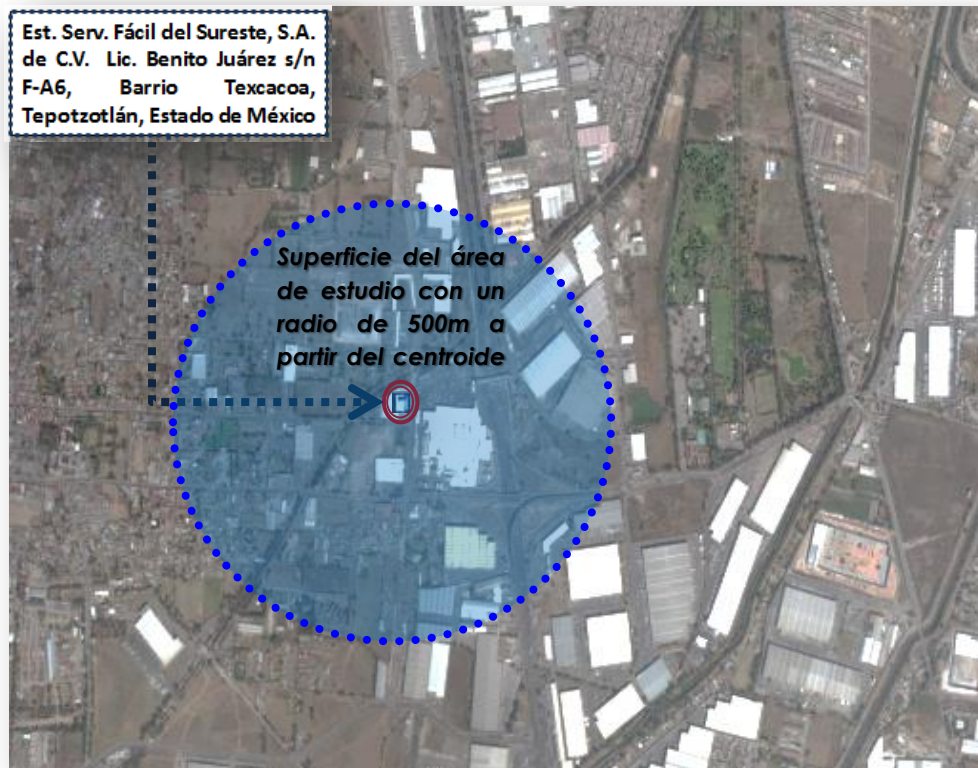 Est. Serv. Fácil del Sureste, S.A.
de C.V. Lic. Benito Juárez s/n
F-A6, Barrio Texcacoa,
Tepotzotlán, Estado de México
Superficie del área
de estudio con un
radio de 500m a
partir del centroide